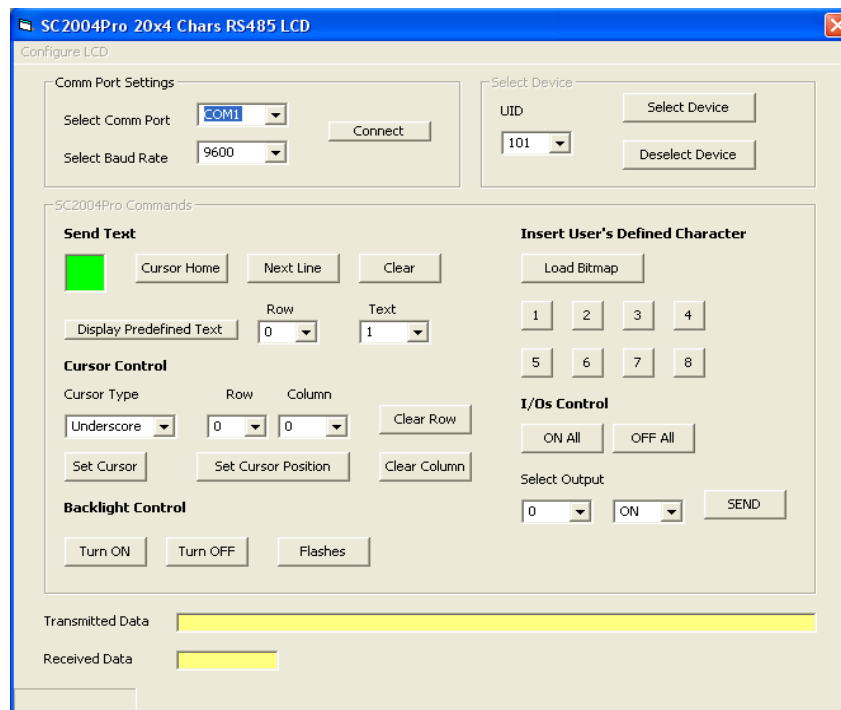 SC2004Pro 20x4 Chars RS485 LCD
Configure LCD
Comm Port Settings
Select Comm Port
COM1
Connect
Select Baud Rate
9600
Select Device
UID
101
Select Device
Deselect Device
SC2004Pro Commands
Send Text
Cursor Home
Next Line
Clear
Display Predefined Text
Row
0
Text
1
Cursor Control
Cursor Type
Row
Column
Underscore
0
0
Clear Row
Set Cursor
Set Cursor Position
Clear Column
Backlight Control
Turn ON
Turn OFF
Flashes
Insert User's Defined Character
Load Bitmap
1
2
3
4
5
6
7
8
I/Os Control
ON All
OFF All
Select Output
0
ON
SEND
Transmitted Data
Received Data